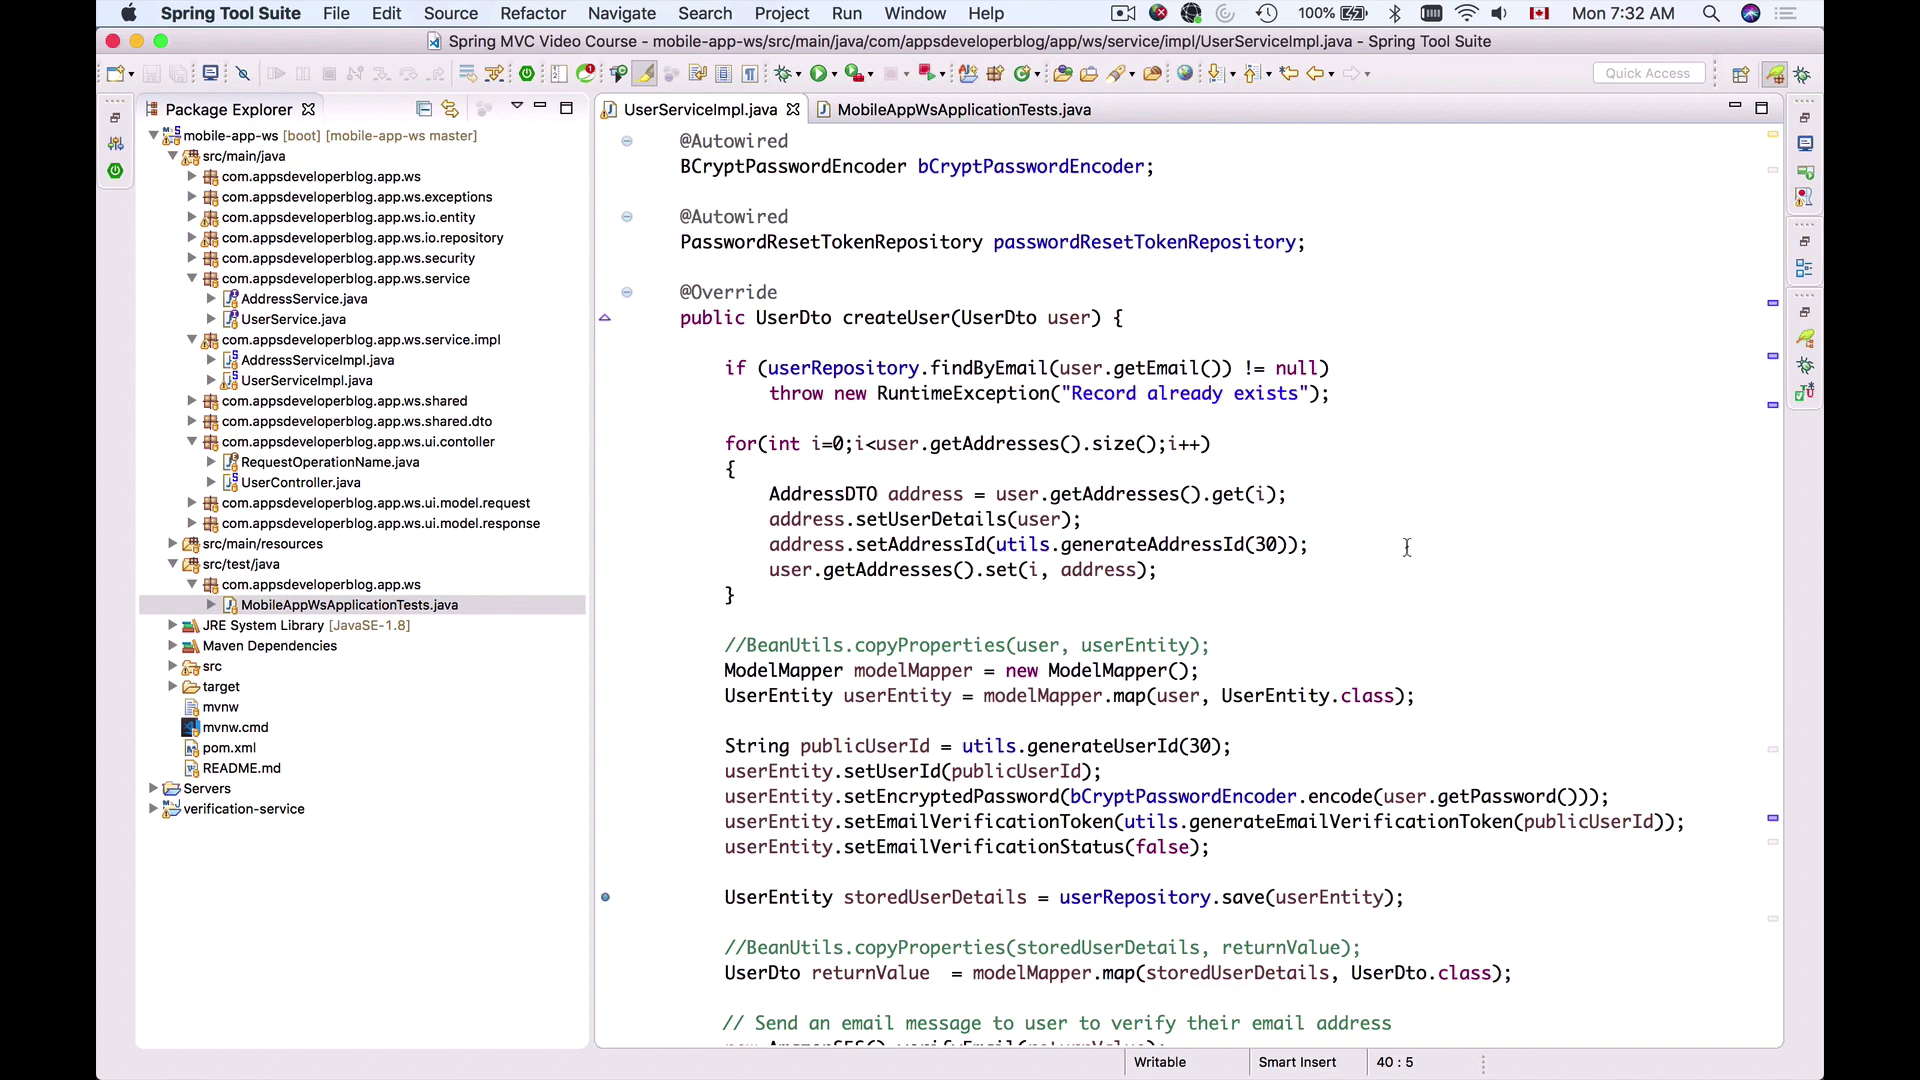 Spring Tool Suite File Edit Source Refactor Navigate Search Project Run Window Help 100% Mon 7:32 AM
Spring MVC Video Course - mobile-app-ws/src/main/java/com/appsdeveloperblog/app/ws/service/impl/UserServiceImpl.java - Spring Tool Suite
Quick Access
Package Explorer
mobile-app-ws [boot] [mobile-app-ws master]
src/main/java
com.appsdeveloperblog.app.ws
com.appsdeveloperblog.app.ws.exceptions
com.appsdeveloperblog.app.ws.io.entity
com.appsdeveloperblog.app.ws.io.repository
com.appsdeveloperblog.app.ws.security
com.appsdeveloperblog.app.ws.service
AddressService.java
UserService.java
com.appsdeveloperblog.app.ws.service.impl
AddressServiceImpl.java
UserServiceImpl.java
com.appsdeveloperblog.app.ws.shared
com.appsdeveloperblog.app.ws.shared.dto
com.appsdeveloperblog.app.ws.ui.contoller
RequestOperationName.java
UserController.java
com.appsdeveloperblog.app.ws.ui.model.request
com.appsdeveloperblog.app.ws.ui.model.response
src/main/resources
src/test/java
com.appsdeveloperblog.app.ws
MobileAppWsApplicationTests.java
JRE System Library [JavaSE-1.8]
Maven Dependencies
src
target
mvnw
mvnw.cmd
pom.xml
README.md
Servers
verification-service
UserServiceImpl.java MobileAppWsApplicationTests.java
@Autowired
BCryptPasswordEncoder bCryptPasswordEncoder;
@Autowired
PasswordResetTokenRepository passwordResetTokenRepository;
@Override
public UserDto createUser(UserDto user) {
if (userRepository.findByEmail(user.getEmail()) != null)
throw new RuntimeException("Record already exists");
for(int i=0;i<user.getAddresses().size();i++)
{
AddressDTO address = user.getAddresses().get(i);
address.setUserDetails(user);
address.setAddressId(utils.generateAddressId(30));
user.getAddresses().set(i, address);
}
//BeanUtils.copyProperties(user, userEntity);
ModelMapper modelMapper = new ModelMapper();
UserEntity userEntity = modelMapper.map(user, UserEntity.class);
String publicUserId = utils.generateUserId(30);
userEntity.setUserId(publicUserId);
userEntity.setEncryptedPassword(bCryptPasswordEncoder.encode(user.getPassword()));
userEntity.setEmailVerificationToken(utils.generateEmailVerificationToken(publicUserId));
userEntity.setEmailVerificationStatus(false);
UserEntity storedUserDetails = userRepository.save(userEntity);
//BeanUtils.copyProperties(storedUserDetails, returnValue);
UserDto returnValue  = modelMapper.map(storedUserDetails, UserDto.class);
// Send an email message to user to verify their email address
new AmazonSES().verifyEmail(returnValue);
Writable Smart Insert 40 : 5